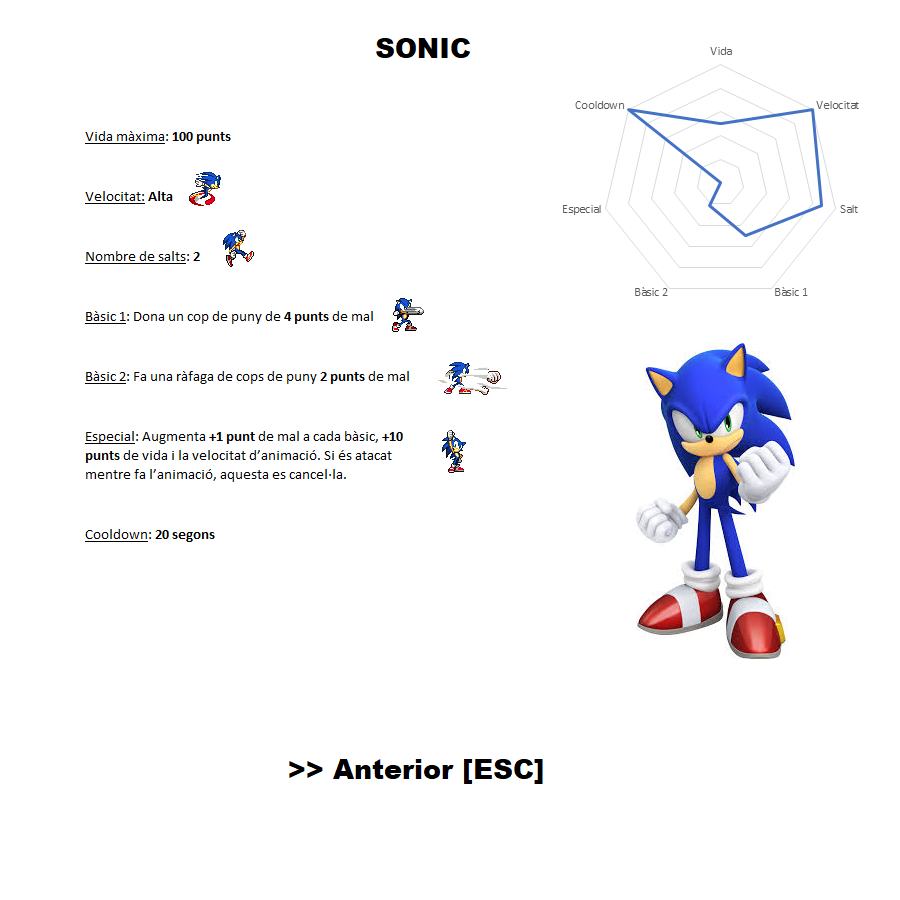 SONIC
Vida
Cooldown
Velocitat
Especial
Salt
Bàsic 2
Bàsic 1
Vida màxima: 100 punts
Velocitat: Alta
Nombre de salts: 2
Bàsic 1: Dona un cop de puny de 4 punts de mal
Bàsic 2: Fa una ràfaga de cops de puny 2 punts de mal
Especial: Augmenta +1 punt de mal a cada bàsic, +10
punts de vida i la velocitat d’animació. Si és atacat
mentre fa l’animació, aquesta es cancel·la.
Cooldown: 20 segons
>> Anterior [ESC]